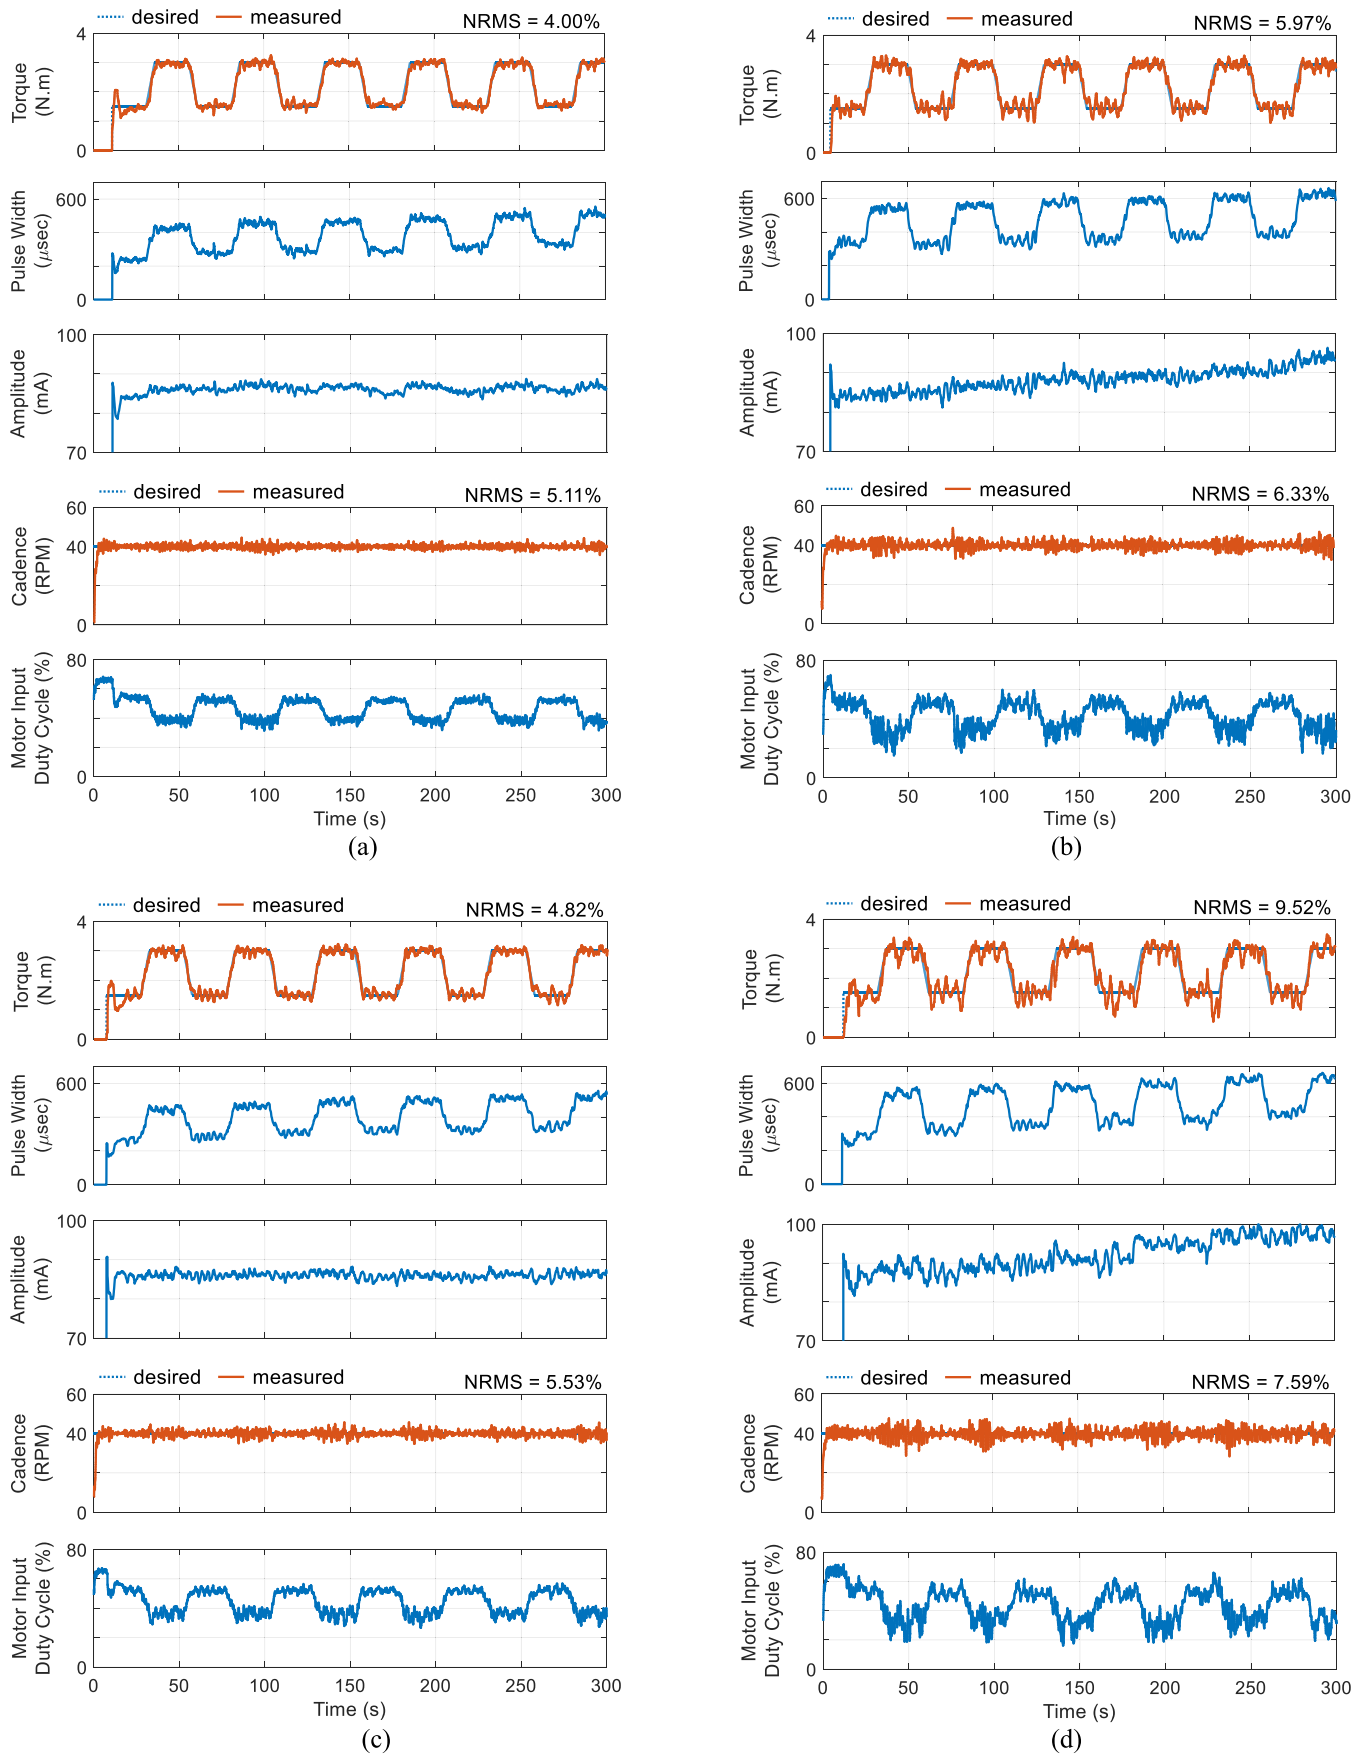 desired measured NRMS = 4.00%
4
0
Torque
(N.m)
600
0
Pulse Width
(μsec)
100
70
Amplitude
(mA)
desired measured NRMS = 5.11%
60
40
0
Cadence
(RPM)
80
0
Motor Input
Duty Cycle (%)
0 50 100 150 200 250 300
Time (s)
(a)
desired measured NRMS = 5.97%
4
0
Torque
(N.m)
600
0
Pulse Width
(μsec)
100
70
Amplitude
(mA)
desired measured NRMS = 6.33%
60
40
0
Cadence
(RPM)
80
0
Motor Input
Duty Cycle (%)
0 50 100 150 200 250 300
Time (s)
(b)
desired measured NRMS = 4.82%
4
0
Torque
(N.m)
600
0
Pulse Width
(μsec)
100
70
Amplitude
(mA)
desired measured NRMS = 5.53%
60
40
0
Cadence
(RPM)
80
0
Motor Input
Duty Cycle (%)
0 50 100 150 200 250 300
Time (s)
(c)
desired measured NRMS = 9.52%
4
0
Torque
(N.m)
600
0
Pulse Width
(μsec)
100
70
Amplitude
(mA)
desired measured NRMS = 7.59%
60
40
0
Cadence
(RPM)
80
0
Motor Input
Duty Cycle (%)
0 50 100 150 200 250 300
Time (s)
(d)